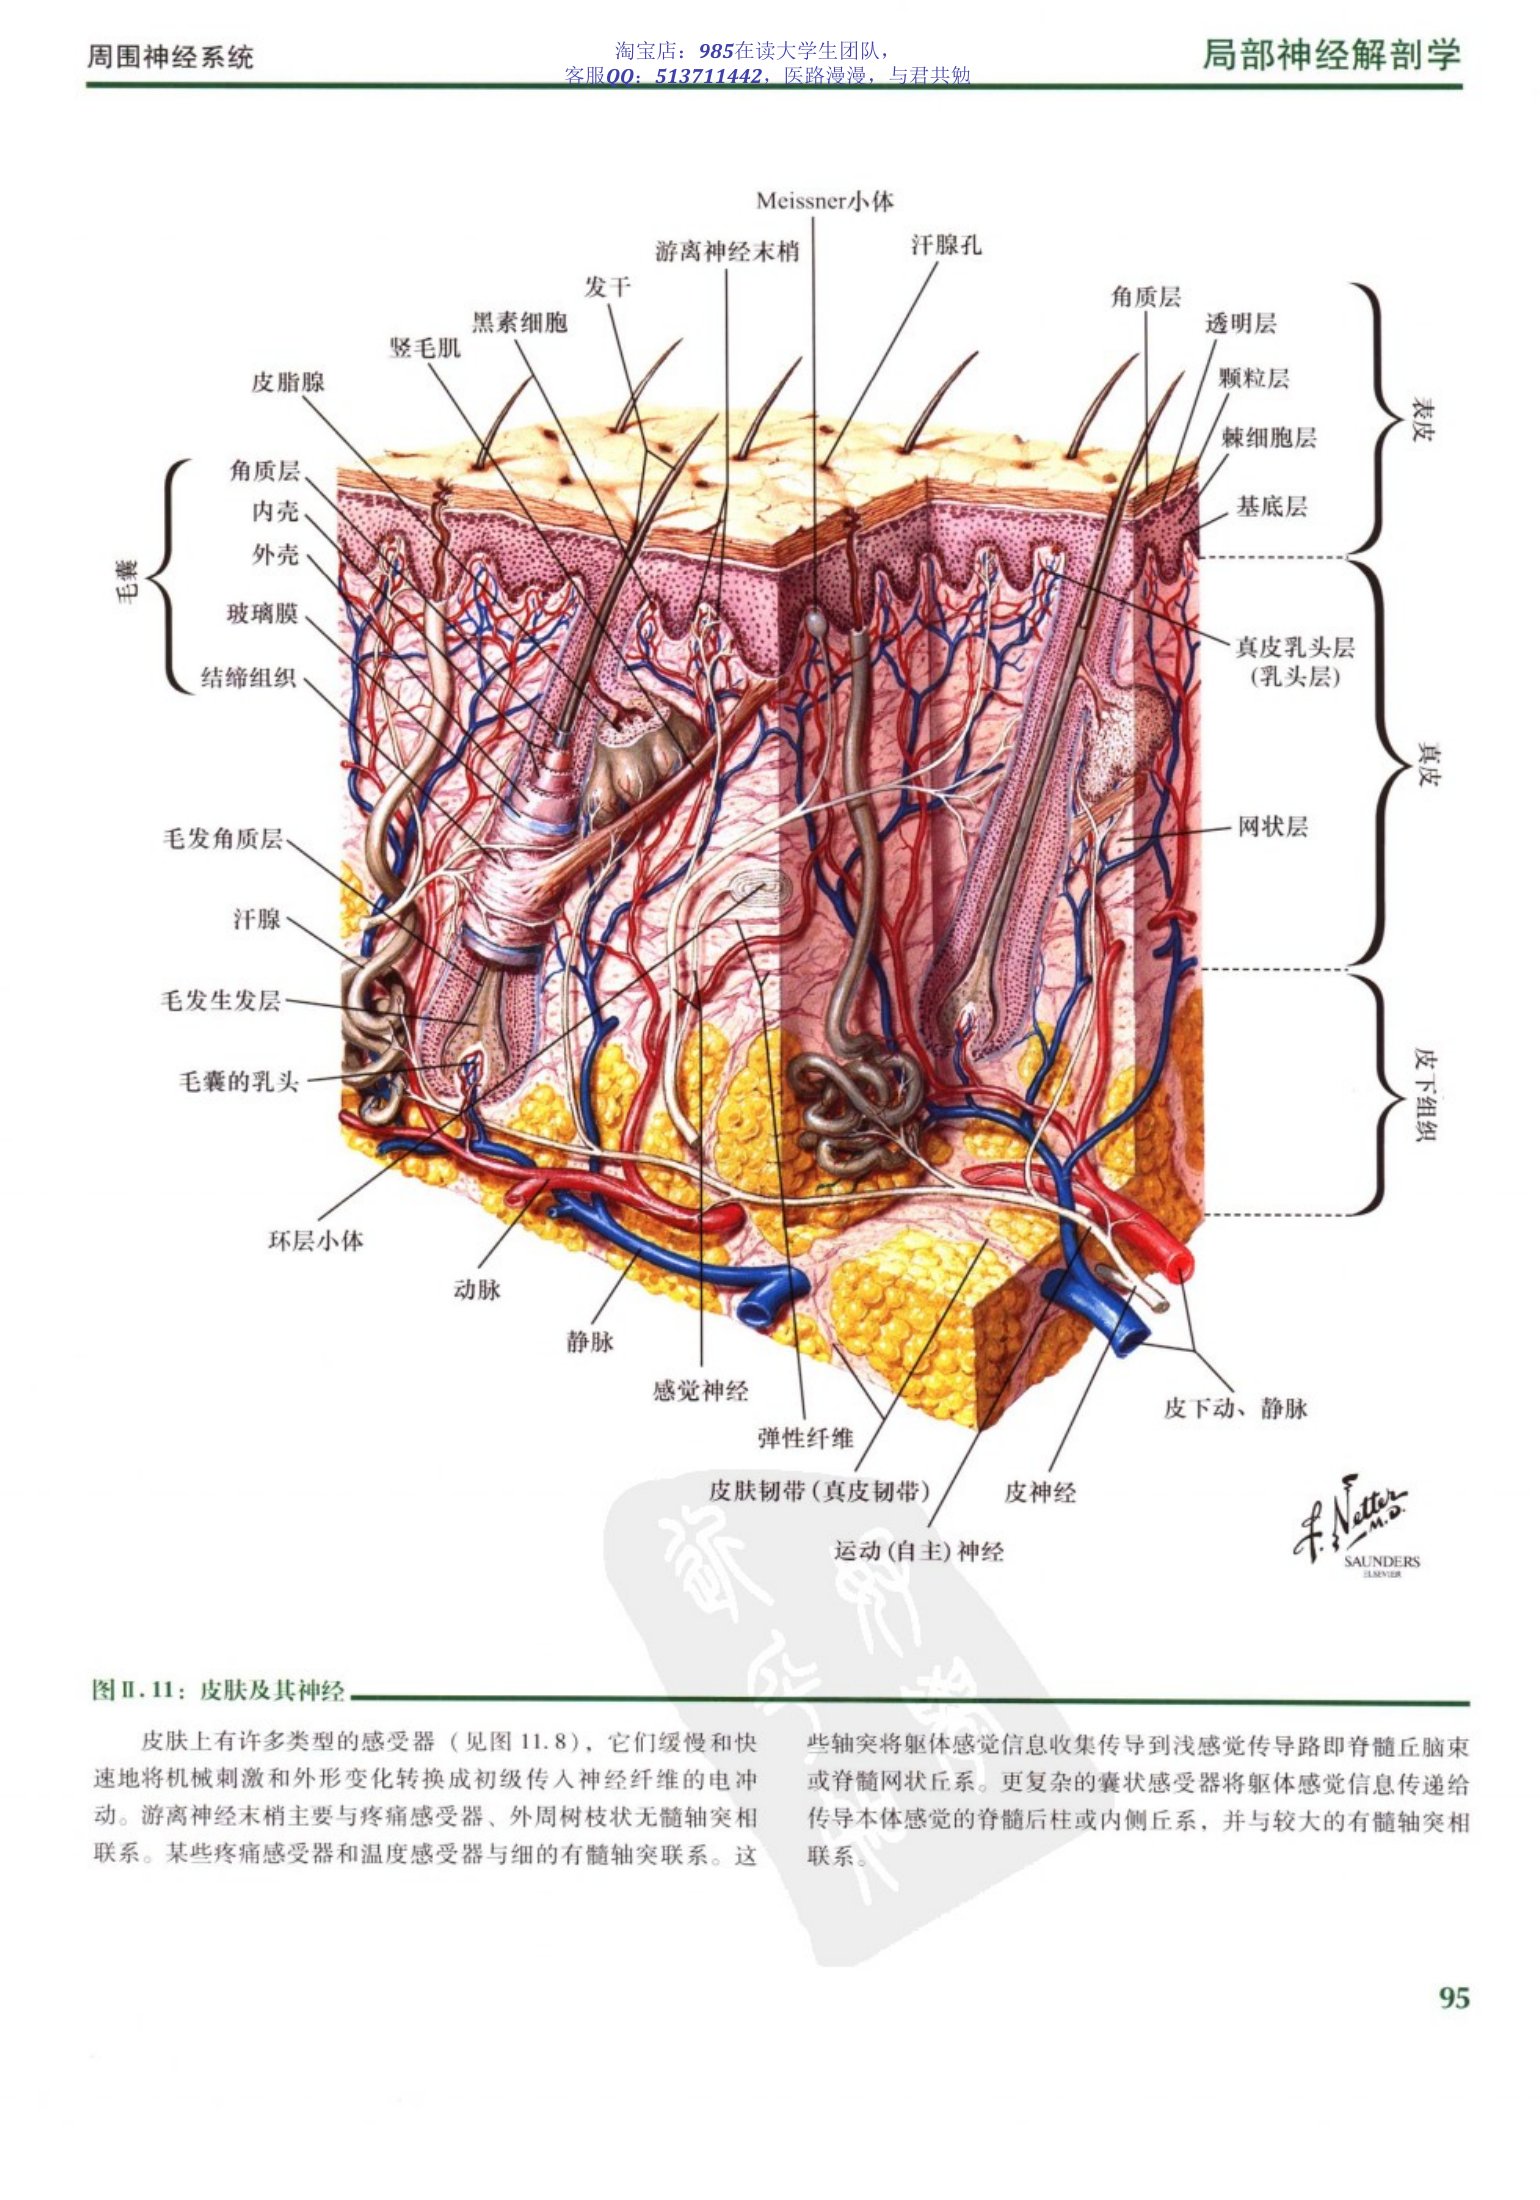 周围神经系统
淘宝店：985在读大学生团队，
客服QQ：513711442，医路漫漫，与君共勉
局部神经解剖学
Meissner小体
游离神经末梢
汗腺孔
发干
黑素细胞
竖毛肌
皮脂腺
角质层
透明层
颗粒层
棘细胞层
基底层
表皮
角质层
内壳
外壳
玻璃膜
结缔组织
毛囊
真皮乳头层
(乳头层)
真皮
网状层
毛发角质层
汗腺
毛发生发层
毛囊的乳头
皮下组织
环层小体
动脉
静脉
感觉神经
弹性纤维
皮肤韧带(真皮韧带)
运动(自主)神经
皮神经
皮下动、静脉
F. Netter
M.D.
SAUNDERS
ELSEVIER
图Ⅱ.11：皮肤及其神经
皮肤上有许多类型的感受器（见图 11.8），它们缓慢和快
速地将机械刺激和外形变化转换成初级传入神经纤维的电冲
动。游离神经末梢主要与疼痛感受器、外周树枝状无髓轴突相
联系。某些疼痛感受器和温度感受器与细的有髓轴突联系。这
些轴突将躯体感觉信息收集传导到浅感觉传导路即脊髓丘脑束
或脊髓网状丘系。更复杂的囊状感受器将躯体感觉信息传递给
传导本体感觉的脊髓后柱或内侧丘系，并与较大的有髓轴突相
联系。
95